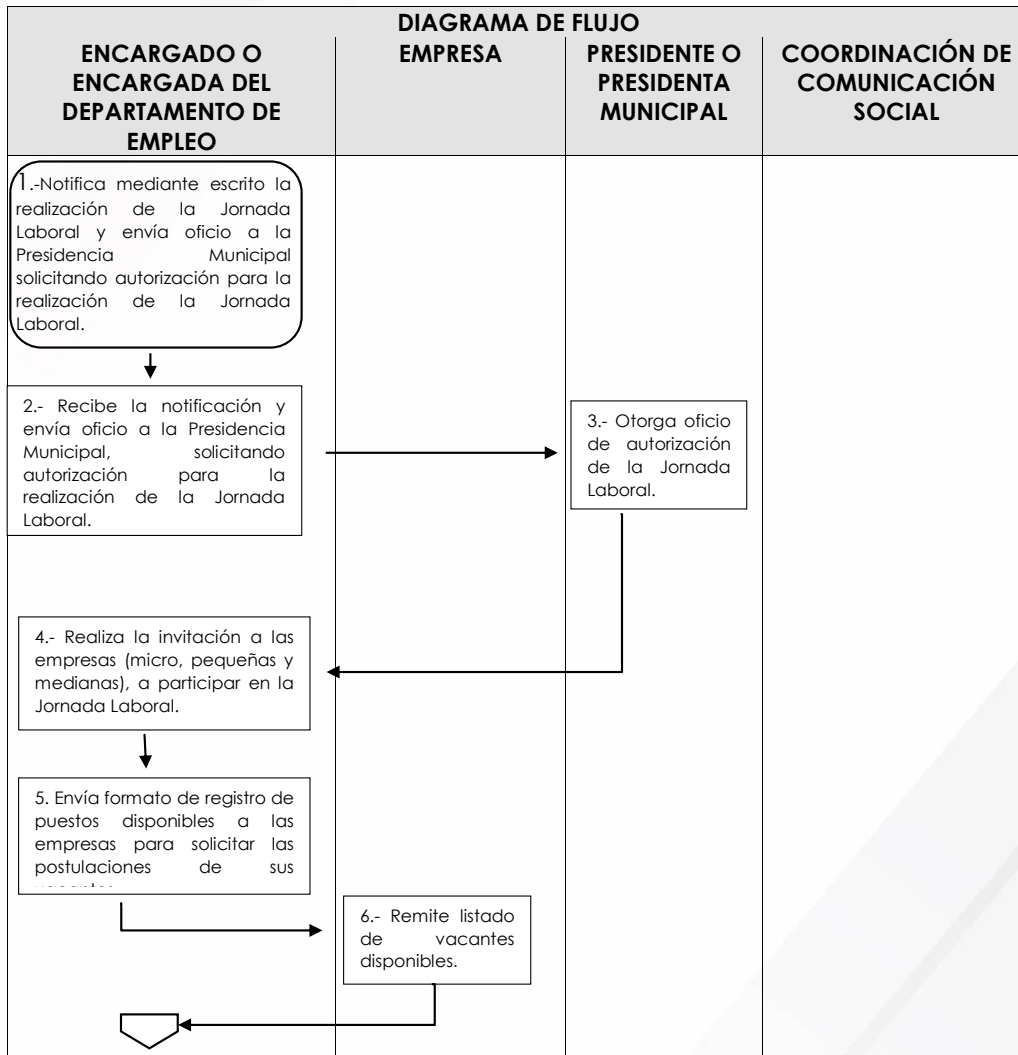 DIAGRAMA DE FLUJO
ENCARGADO O
ENCARGADA DEL
DEPARTAMENTO DE
EMPLEO
EMPRESA
PRESIDENTE O
PRESIDENTA
MUNICIPAL
COORDINACIÓN DE
COMUNICACIÓN
SOCIAL
1.-Notifica mediante escrito la
realización de la Jornada
Laboral y envía oficio a la
Presidencia Municipal
solicitando autorización para la
realización de la Jornada
Laboral.
2.- Recibe la notificación y
envía oficio a la Presidencia
Municipal, solicitando
autorización para la
realización de la Jornada
Laboral.
3.- Otorga oficio
de autorización
de la Jornada
Laboral.
4.- Realiza la invitación a las
empresas (micro, pequeñas y
medianas), a participar en la
Jornada Laboral.
5. Envía formato de registro de
puestos disponibles a las
empresas para solicitar las
postulaciones de sus
6.- Remite listado
de vacantes
disponibles.